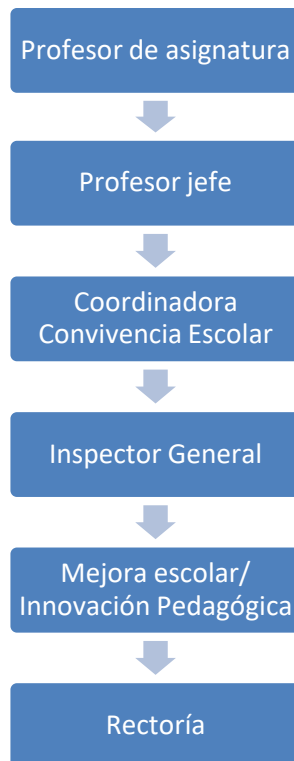 Profesor de asignatura
Profesor jefe
Coordinadora
Convivencia Escolar
Inspector General
Mejora escolar/
Innovación Pedagógica
Rectoría